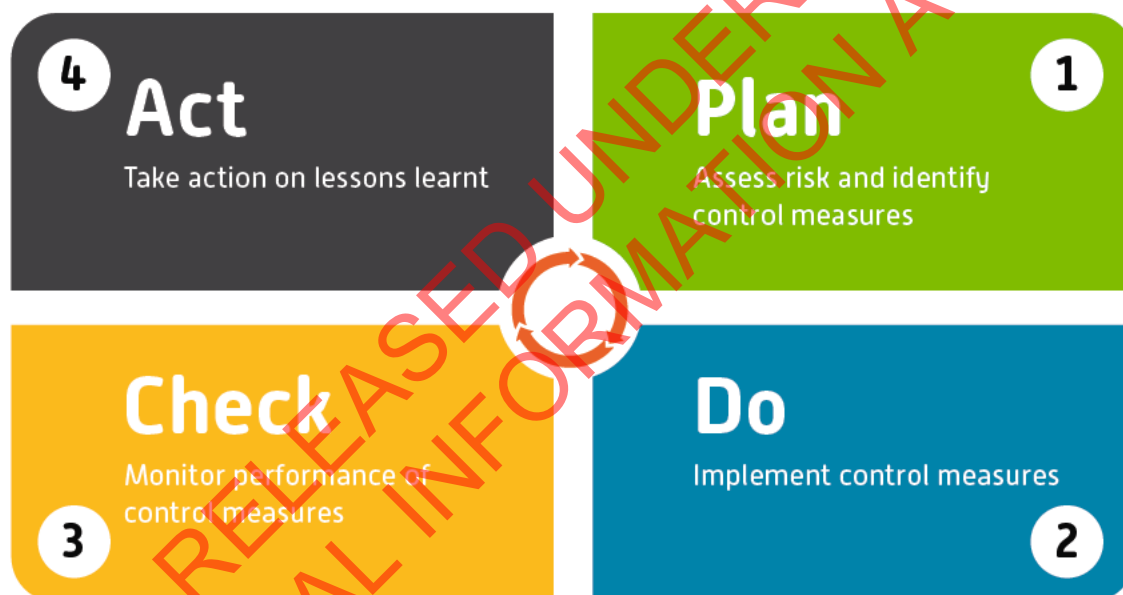 4
Act
Take action on lessons learnt
1
Plan
Assess risk and identify
control measures
Check
Monitor performance of
control measures
3
Do
Implement control measures
2
RELEASED UNDER
AL INFORMATION A